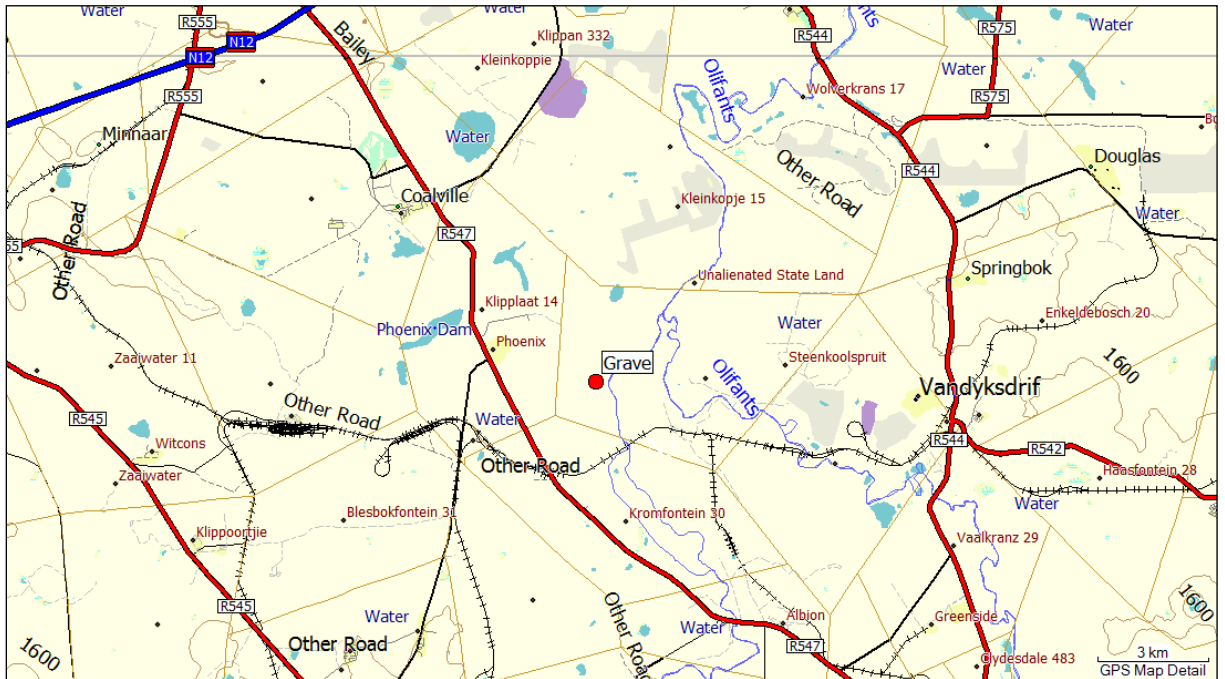 R555
N12
N12
Bailey
Water
Klippan 332
Kleinkoppie
R544
R575
Water
R575
Water
Olifants
Wolverkrans 17
R555
Minnaar
Water
Other Road
R544
Douglas
Coalville
Kleinkopje 15
Water
R547
Other Road
Unalienated State Land
Springbok
Klipplaat 14
Phoenix Dam
Phoenix
Water
Enkeldebosch 20
Zaaiwater 11
Grave
Steenkoolspruit
Olifants
1600
Vandyksdrif
R545
Other Road
Water
R544
R542
Witcons
Other Road
Haasfontein 28
Zaaiwater
Water
Blesbokfontein 31
Kromfontein 30
Klippoortjie
Vaalkranz 29
R545
Other Road
Water
Water
Albion
Greenside
1600
Other Road
1600
R547
Clydesdale 483
3 km
GPS Map Detail